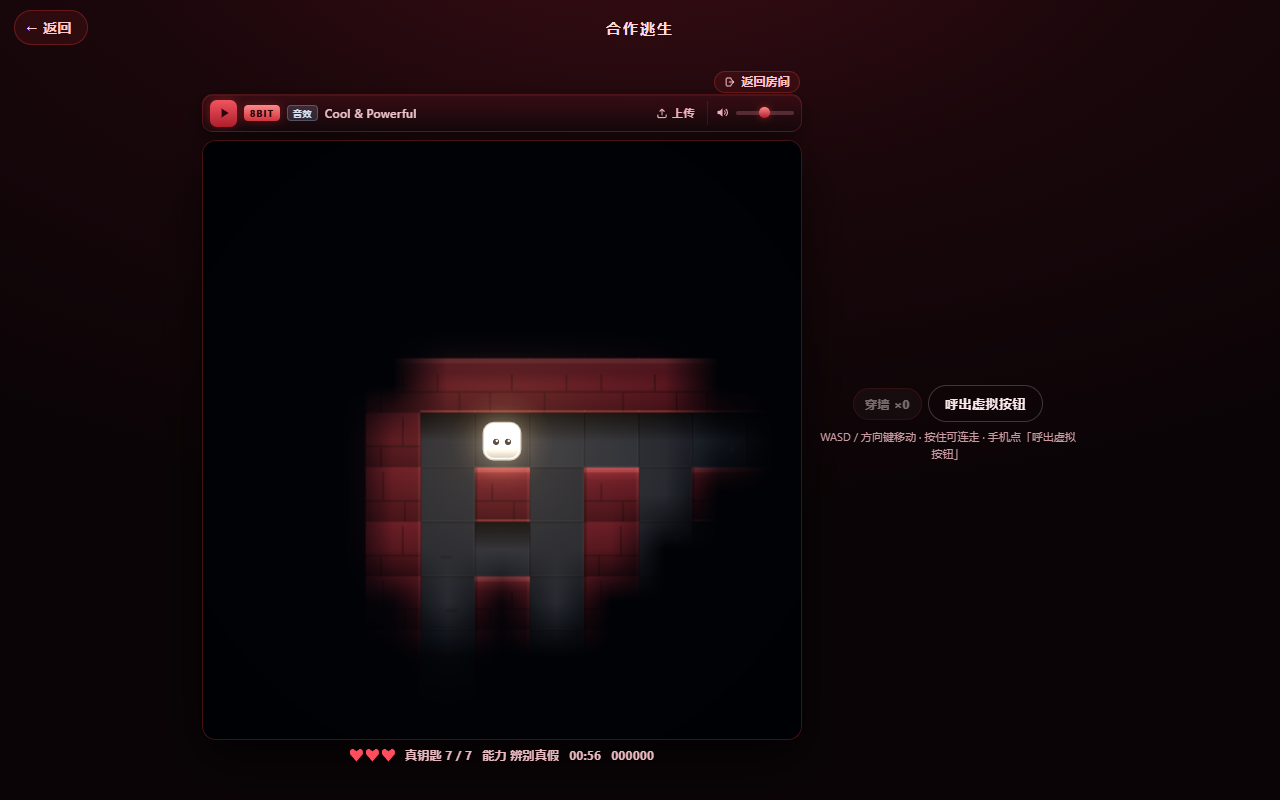 ← 返回
合作逃生
返回房间
8BIT 音效 Cool & Powerful 上传
穿墙 ×0 呼出虚拟按钮
WASD / 方向键移动 · 按住可连走 · 手机点「呼出虚拟
按钮」
真钥匙 7 / 7 能力 辨别真假 00:56 000000